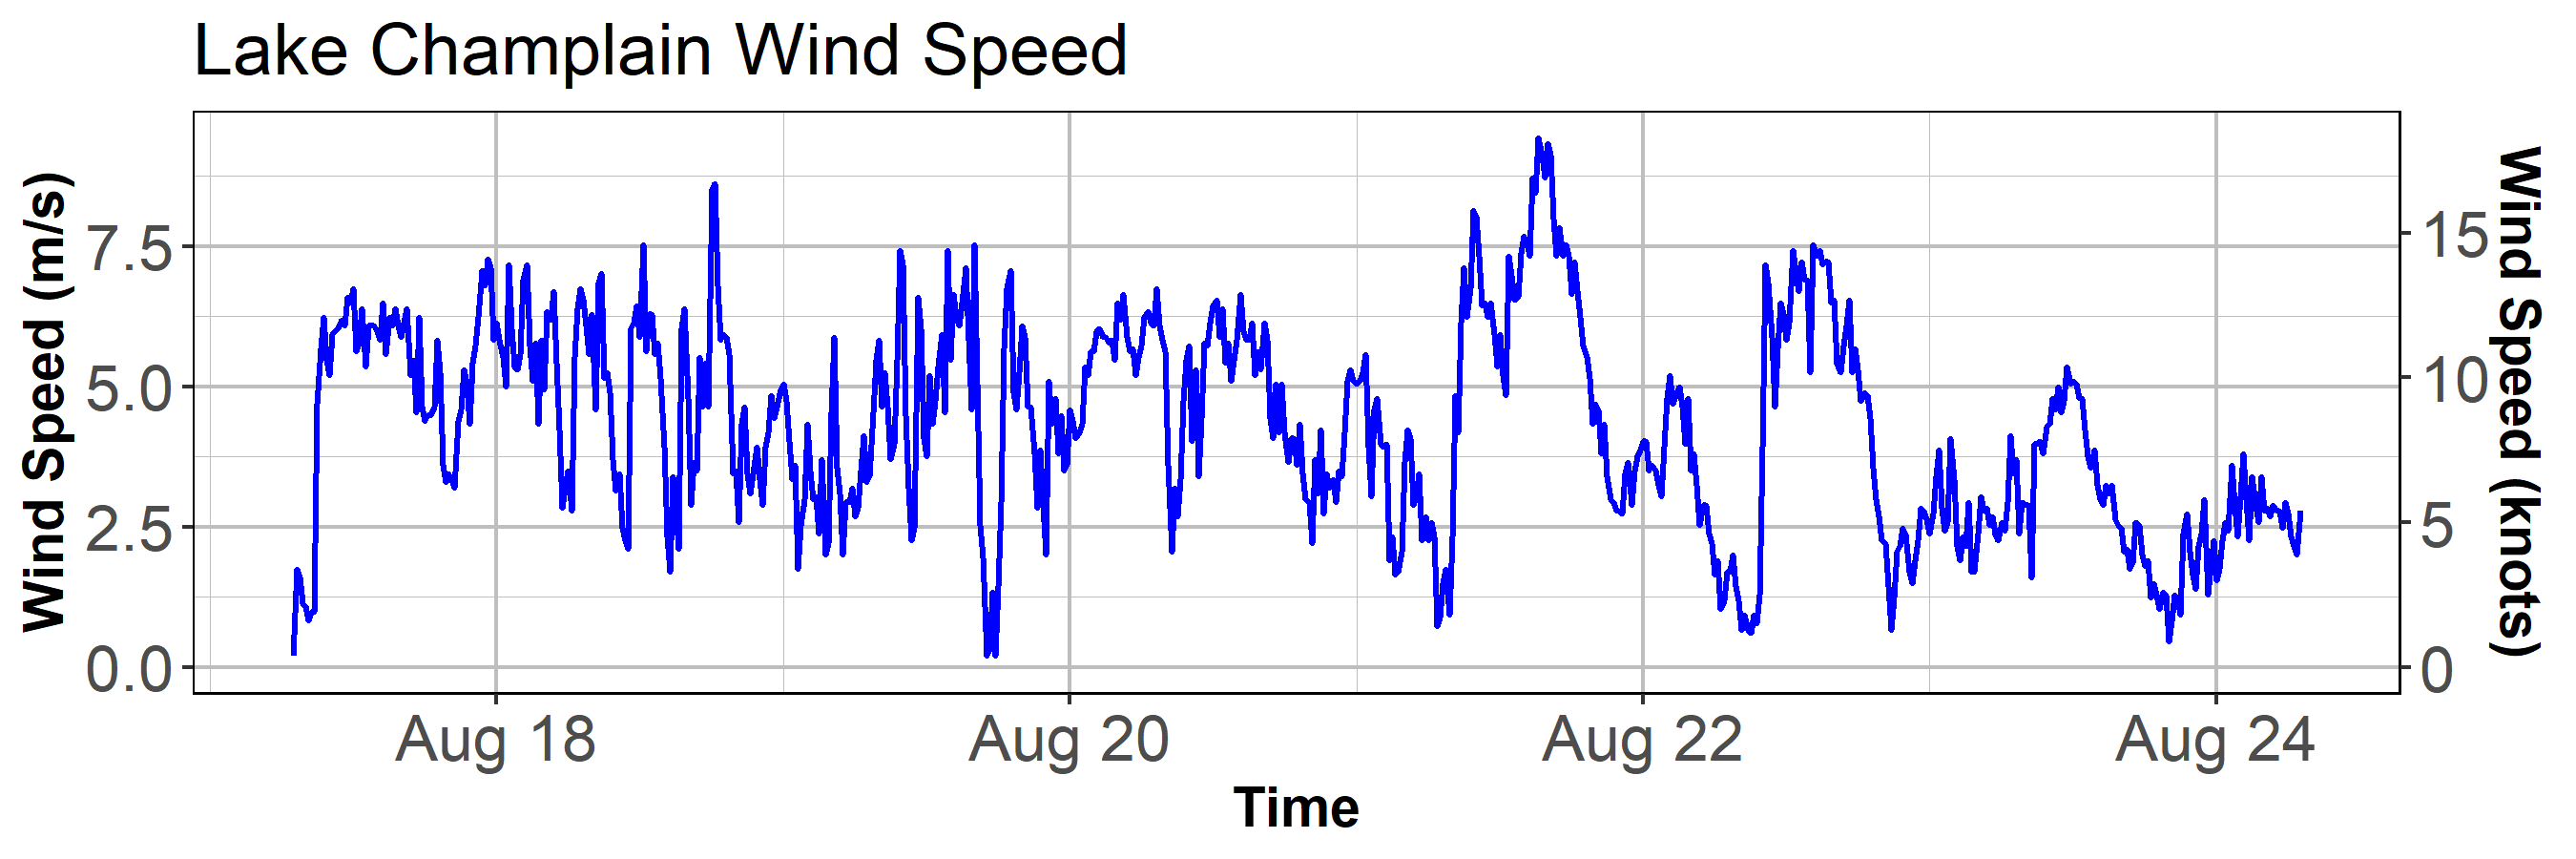 Lake Champlain Wind Speed
Wind Speed (m/s)
7.5
5.0
2.5
0.0
15
10
5
0
Wind Speed (knots)
Aug 18
Aug 20
Aug 22
Aug 24
Time